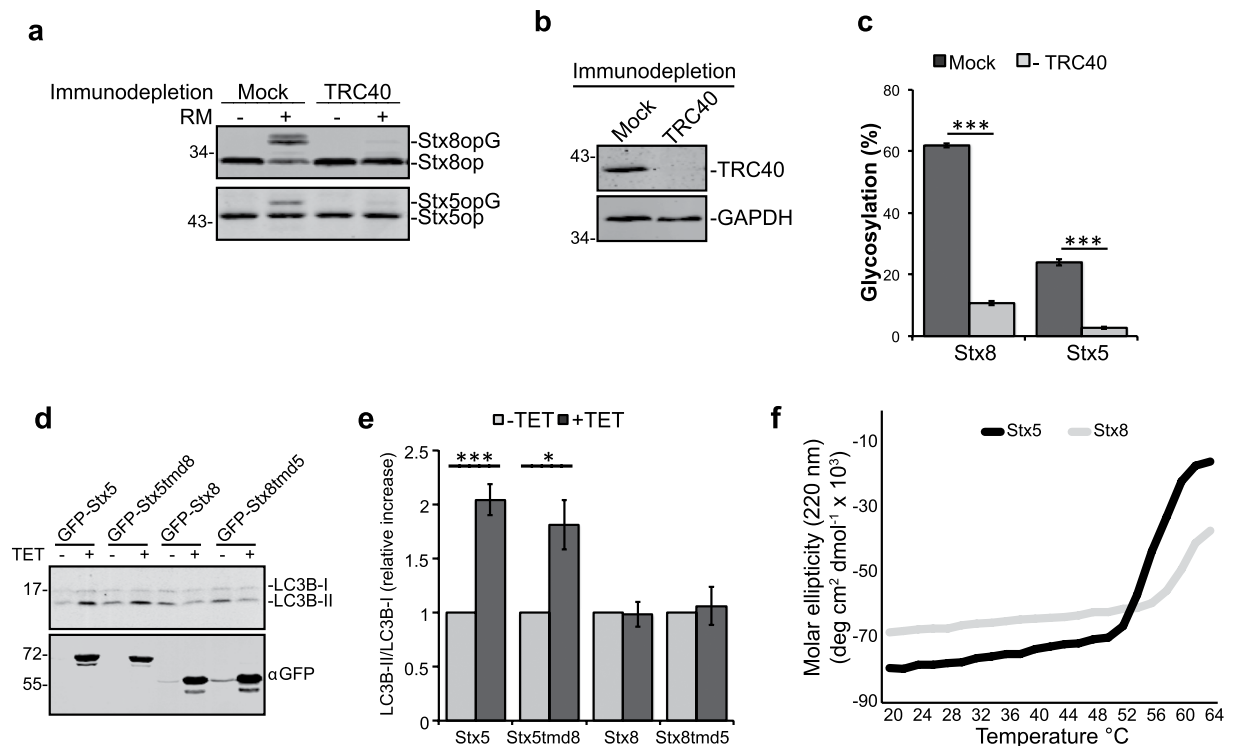 a
Immunodepletion Mock TRC40
RM - + - +
34-
-Stx8opG
-Stx8op
-Stx5opG
-Stx5op
43-
b
Immunodepletion
Mock TRC40
43-
-TRC40
-GAPDH
34-
c
Mock - TRC40
Glycosylation (%)
80
60
40
20
0
***
***
Stx8 Stx5
d
GFP-Stx5 GFP-Stx5tmd8 GFP-Stx8 GFP-Stx8tmd5
TET - + - + - + - +
17-
-LC3B-I
-LC3B-II
72-
55-
αGFP
e
-TET +TET
LC3B-II/LC3B-I (relative increase)
2.5
2
1.5
1
0.5
0
*** *
Stx5 Stx5tmd8 Stx8 Stx8tmd5
f
Stx5 Stx8
Molar ellipticity (220 nm)
(deg cm² dmol⁻¹ x 10³)
-10
-30
-50
-70
-90
20 24 28 32 36 40 44 48 52 56 60 64
Temperature °C